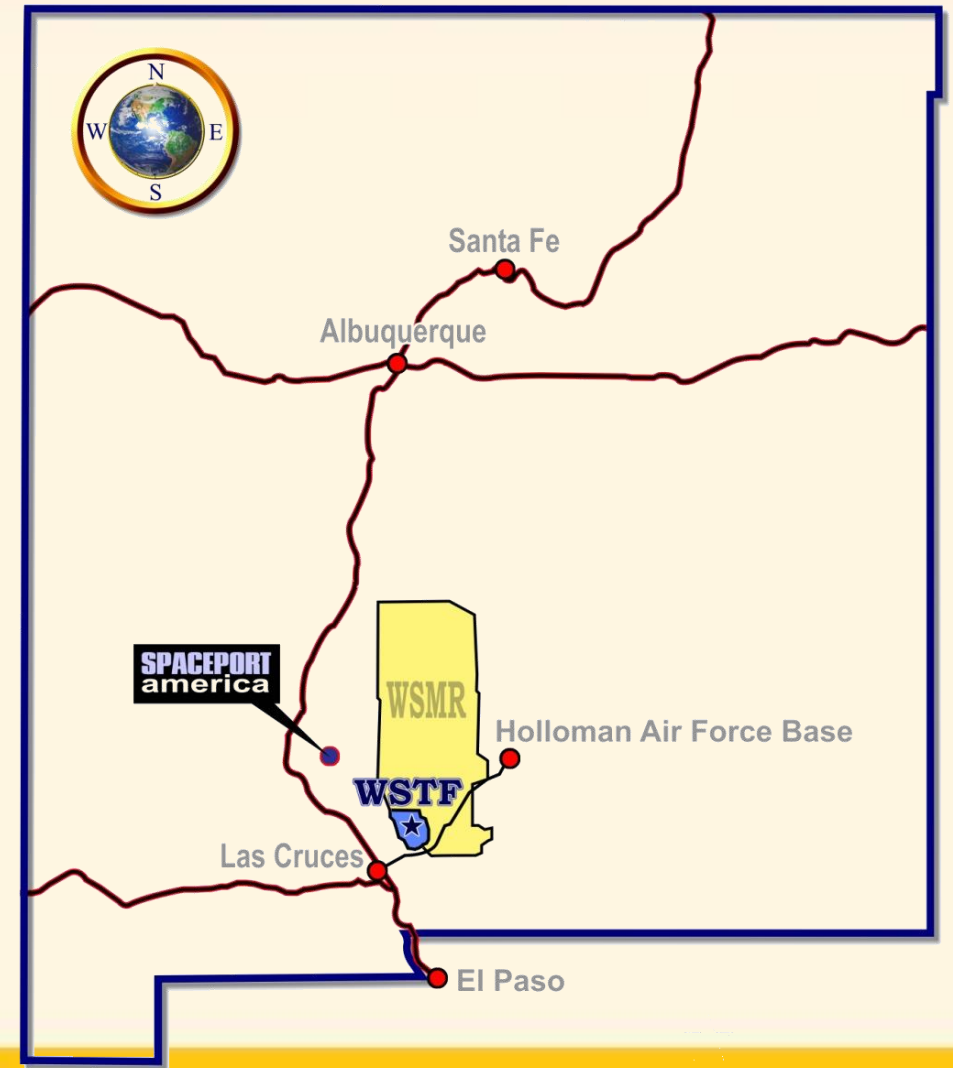 N
W
E
S
Santa Fe
Albuquerque
SPACEPORT
america
WSMR
Holloman Air Force Base
WSTF
Las Cruces
El Paso